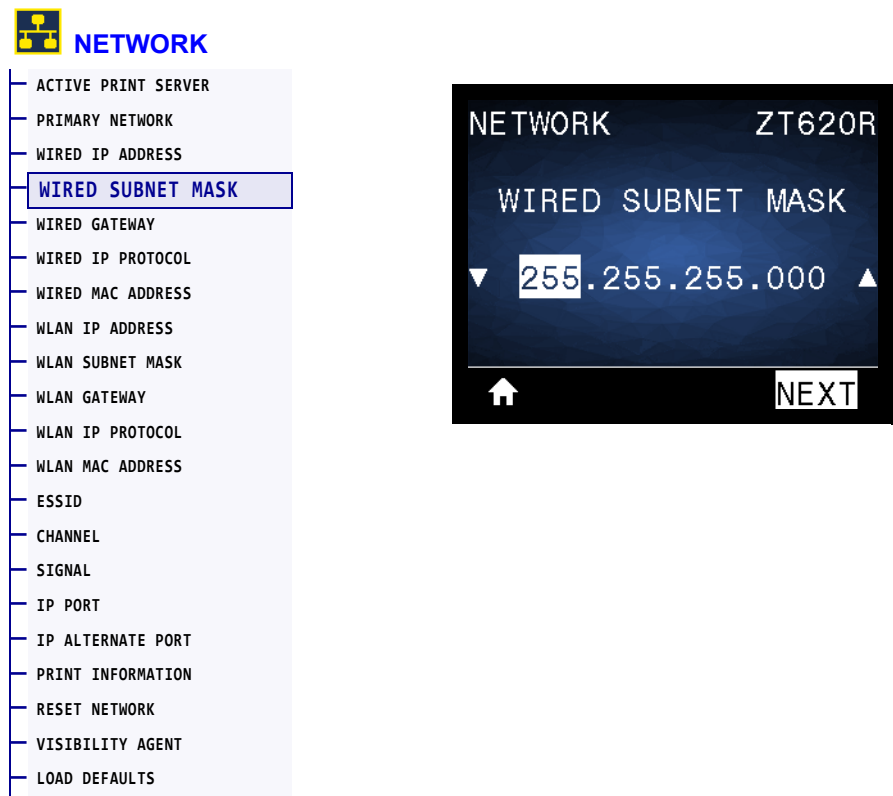 NETWORK
ACTIVE PRINT SERVER
PRIMARY NETWORK
WIRED IP ADDRESS
WIRED SUBNET MASK
WIRED GATEWAY
WIRED IP PROTOCOL
WIRED MAC ADDRESS
WLAN IP ADDRESS
WLAN SUBNET MASK
WLAN GATEWAY
WLAN IP PROTOCOL
WLAN MAC ADDRESS
ESSID
CHANNEL
SIGNAL
IP PORT
IP ALTERNATE PORT
PRINT INFORMATION
RESET NETWORK
VISIBILITY AGENT
LOAD DEFAULTS
NETWORK ZT620R
WIRED SUBNET MASK
▼ 255.255.255.000 ▲
NEXT